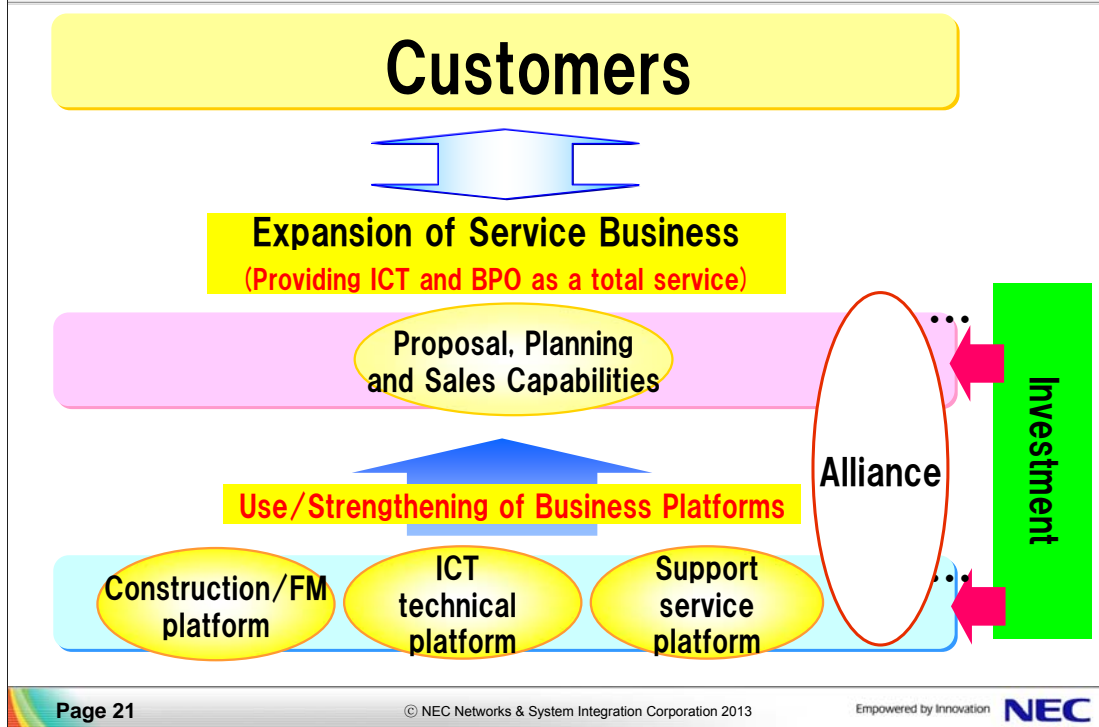 Customers
Expansion of Service Business
(Providing ICT and BPO as a total service)
Proposal, Planning
and Sales Capabilities
...
Investment
Alliance
Use/Strengthening of Business Platforms
Construction/FM
platform
ICT
technical
platform
Support
service
platform
...
Page 21
© NEC Networks & System Integration Corporation 2013
Empowered by Innovation
NEC